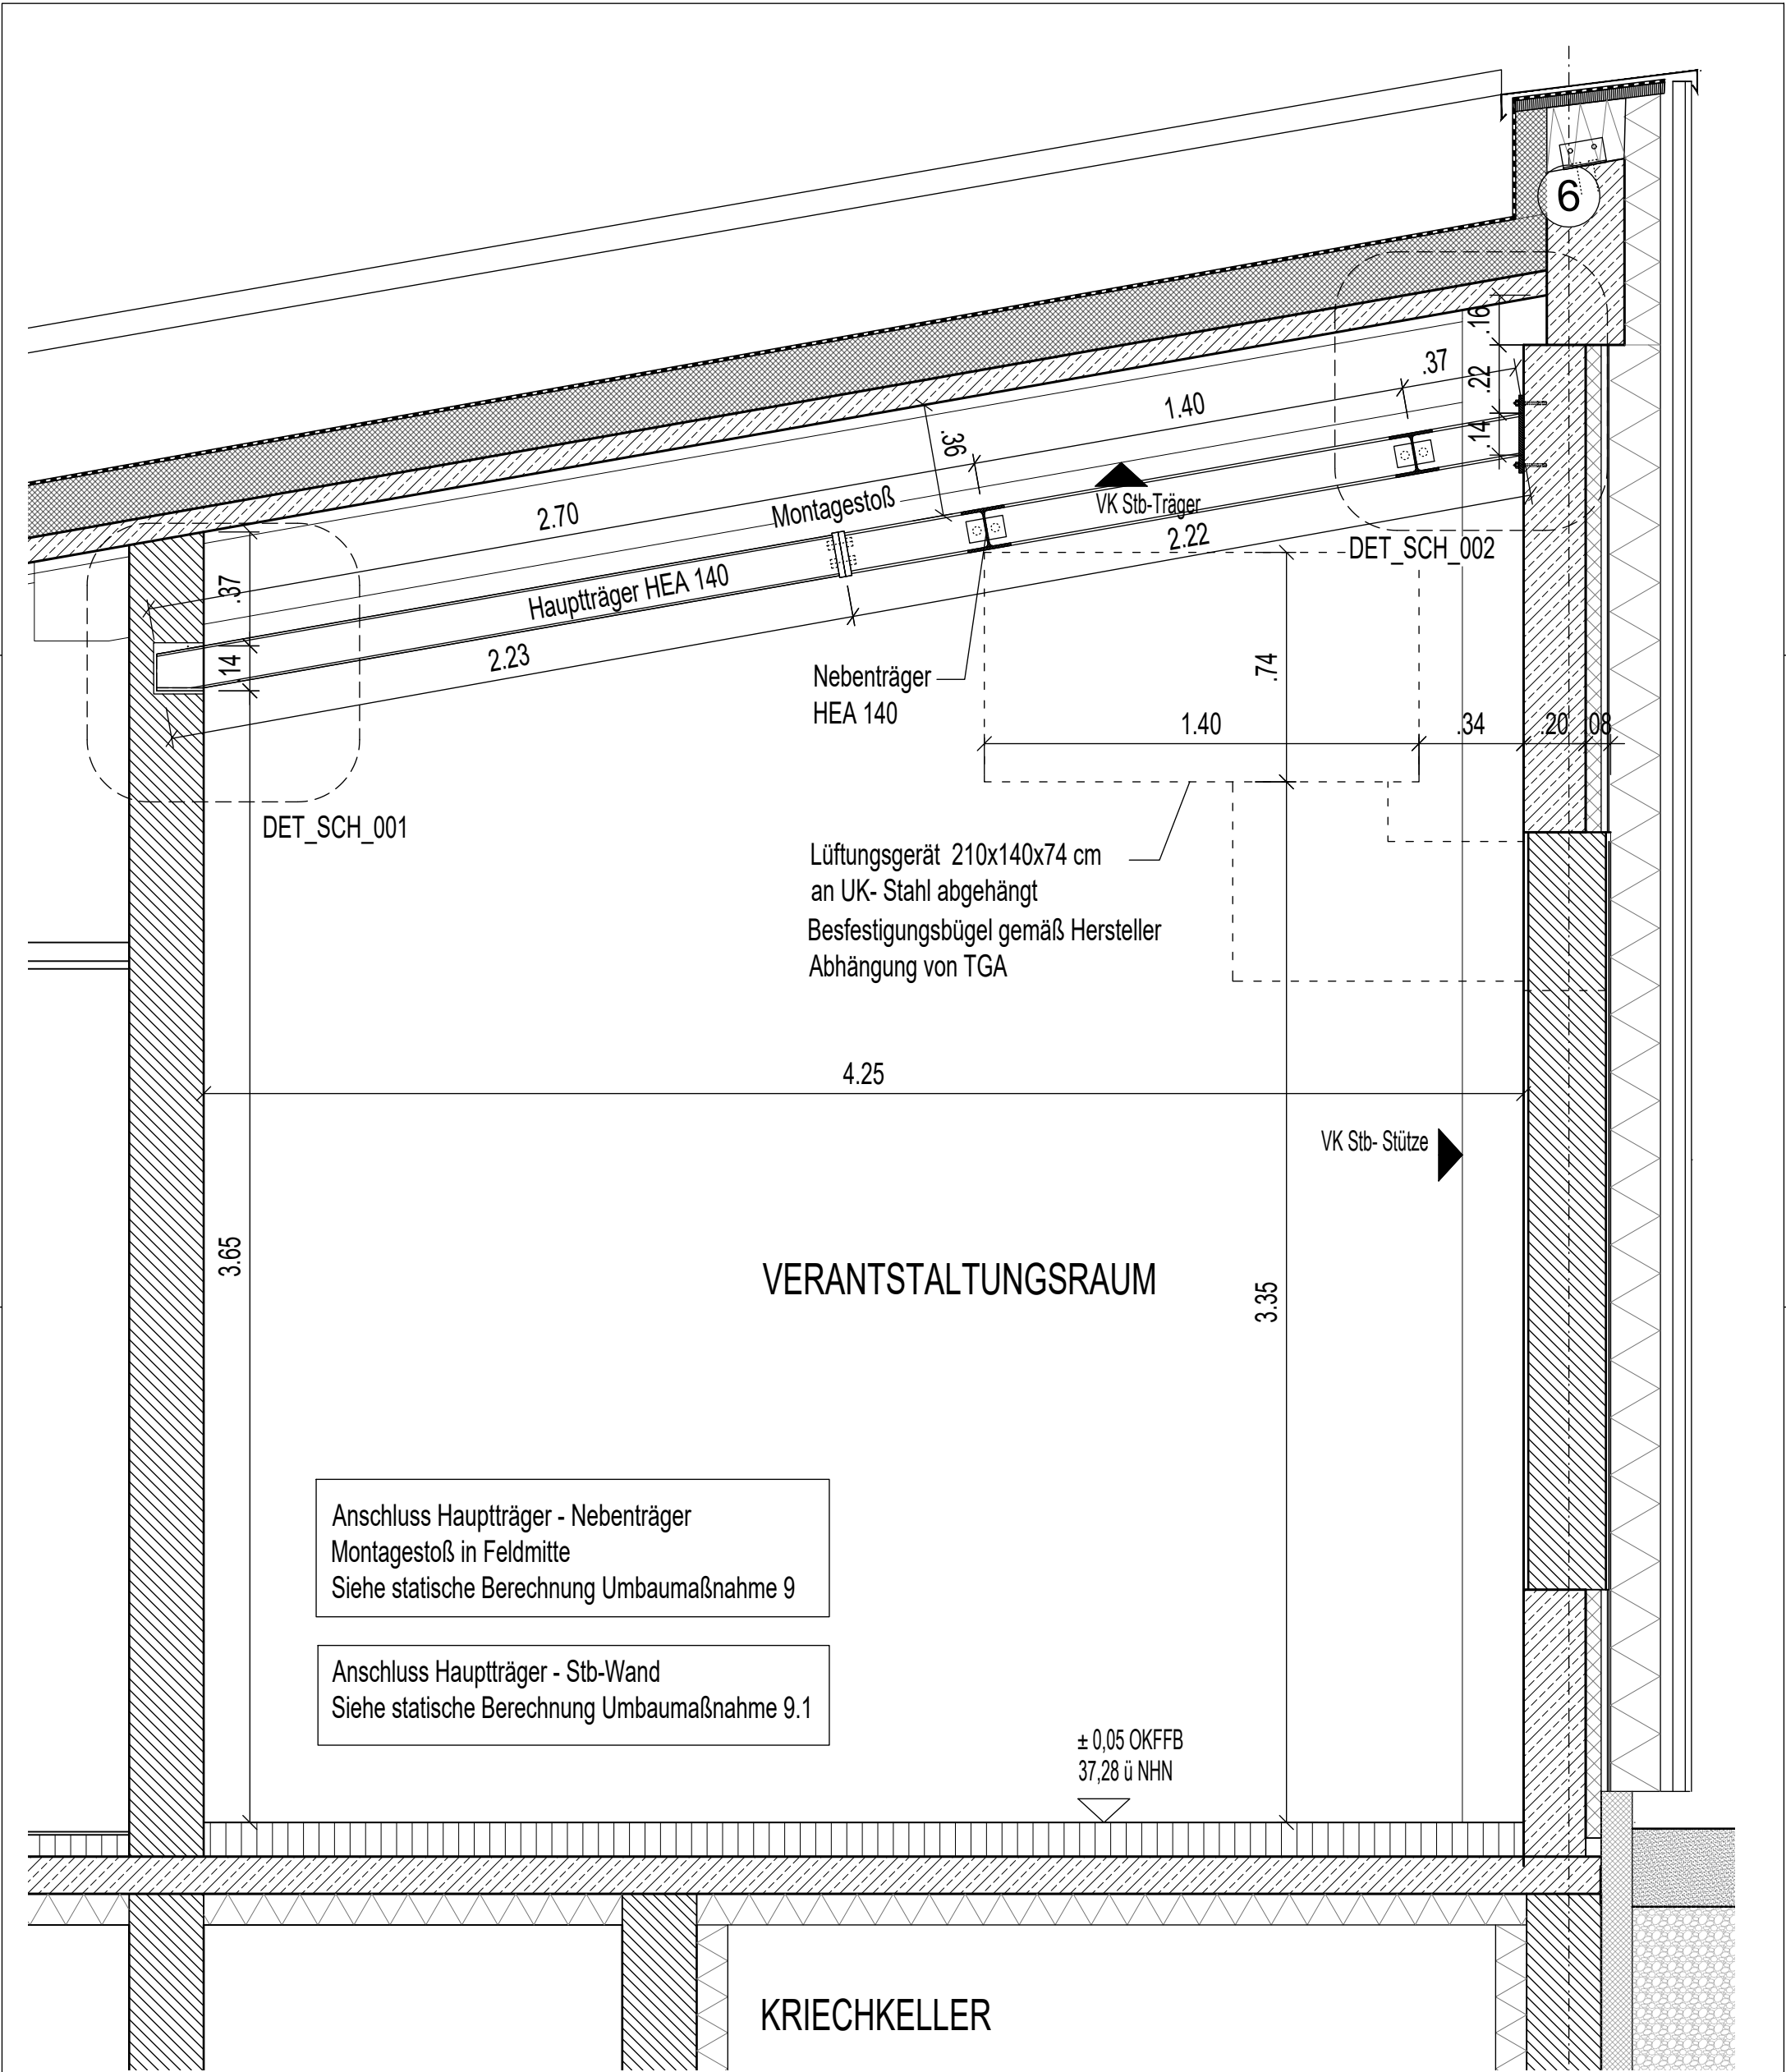 6
.16
.37
.22
1.40
.14
.36
VK Stb-Träger
Montagestoß
2.70
2.22
DET_SCH_002
.37
Hauptträger HEA 140
.14
2.23
Nebenträger
HEA 140
.74
1.40
.34
.20
.08
DET_SCH_001
Lüftungsgerät 210x140x74 cm
an UK- Stahl abgehängt
Besfestigungsbügel gemäß Hersteller
Abhängung von TGA
4.25
VK Stb- Stütze
3.65
VERANTSTALTUNGSRAUM
3.35
Anschluss Hauptträger - Nebenträger
Montagestoß in Feldmitte
Siehe statische Berechnung Umbaumaßnahme 9
Anschluss Hauptträger - Stb-Wand
Siehe statische Berechnung Umbaumaßnahme 9.1
± 0,05 OKFFB
37,28 ü NHN
KRIECHKELLER